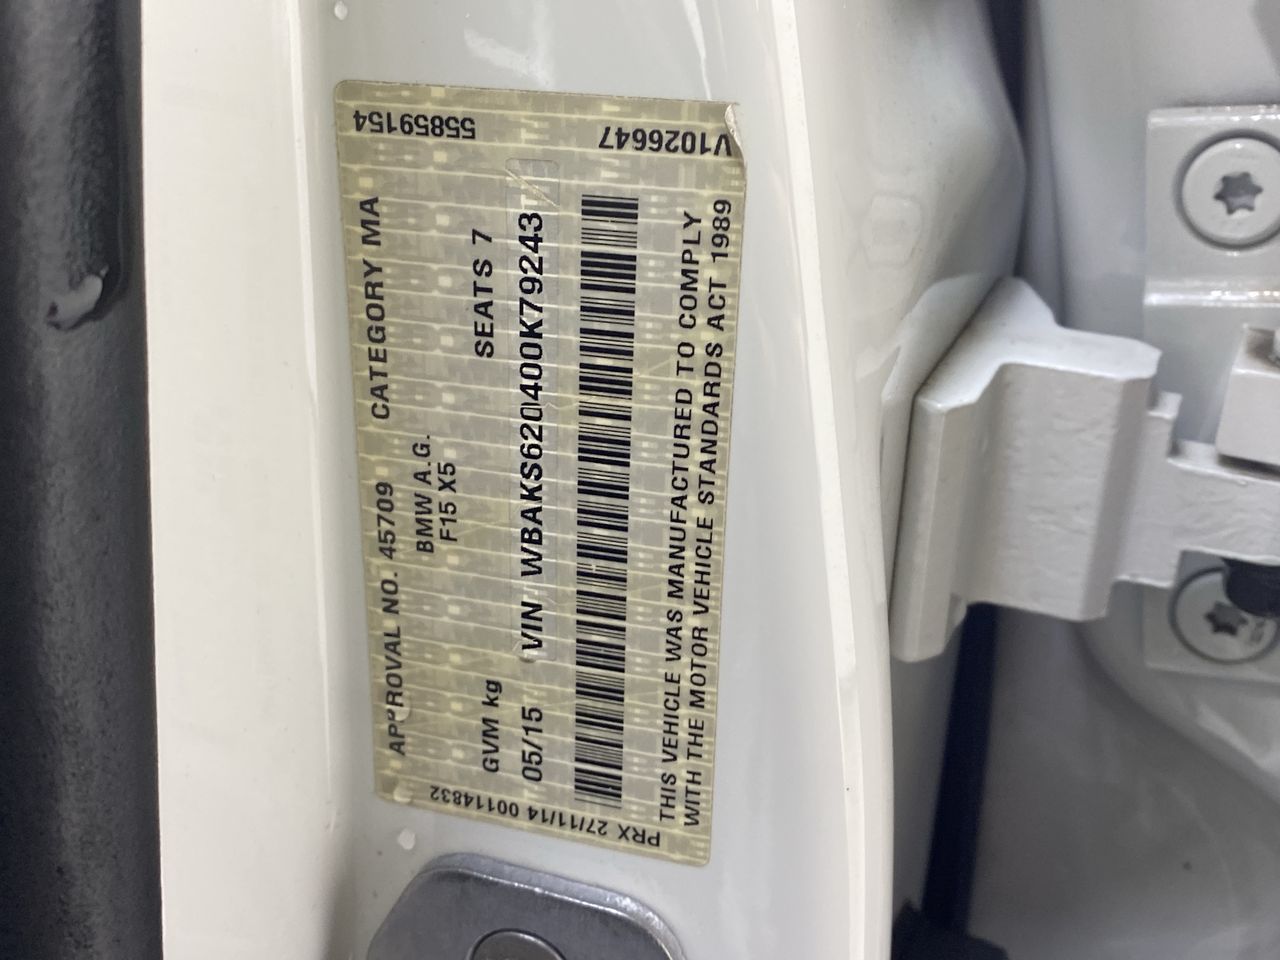 APPROVAL NO. 45709 CATEGORY MA
BMW A.G.
F15 X5
GVM kg SEATS 7
05/15 VIN WBAKS620400K79243
THIS VEHICLE WAS MANUFACTURED TO COMPLY
WITH THE MOTOR VEHICLE STANDARDS ACT 1989
55859154
V1026647
PRX 27/11/14 00114832